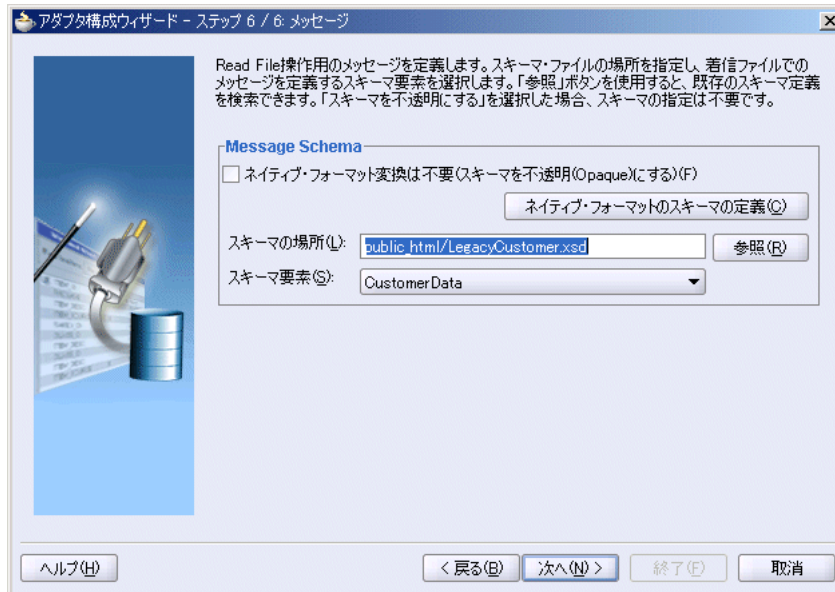 アダプタ構成ウィザード - ステップ 6 / 6: メッセージ
Read File操作用のメッセージを定義します。スキーマ・ファイルの場所を指定し、着信ファイルでの
メッセージを定義するスキーマ要素を選択します。「参照」ボタンを使用すると、既存のスキーマ定義
を検索できます。「スキーマを不透明にする」を選択した場合、スキーマの指定は不要です。
Message Schema
ネイティブ・フォーマット変換は不要(スキーマを不透明(Opaque)にする)(F)
ネイティブ・フォーマットのスキーマの定義(C)
スキーマの場所(L): public_html/LegacyCustomer.xsd 参照(R)
スキーマ要素(S): CustomerData
ヘルプ(H) < 戻る(B) 次へ(N) > 終了(F) 取消